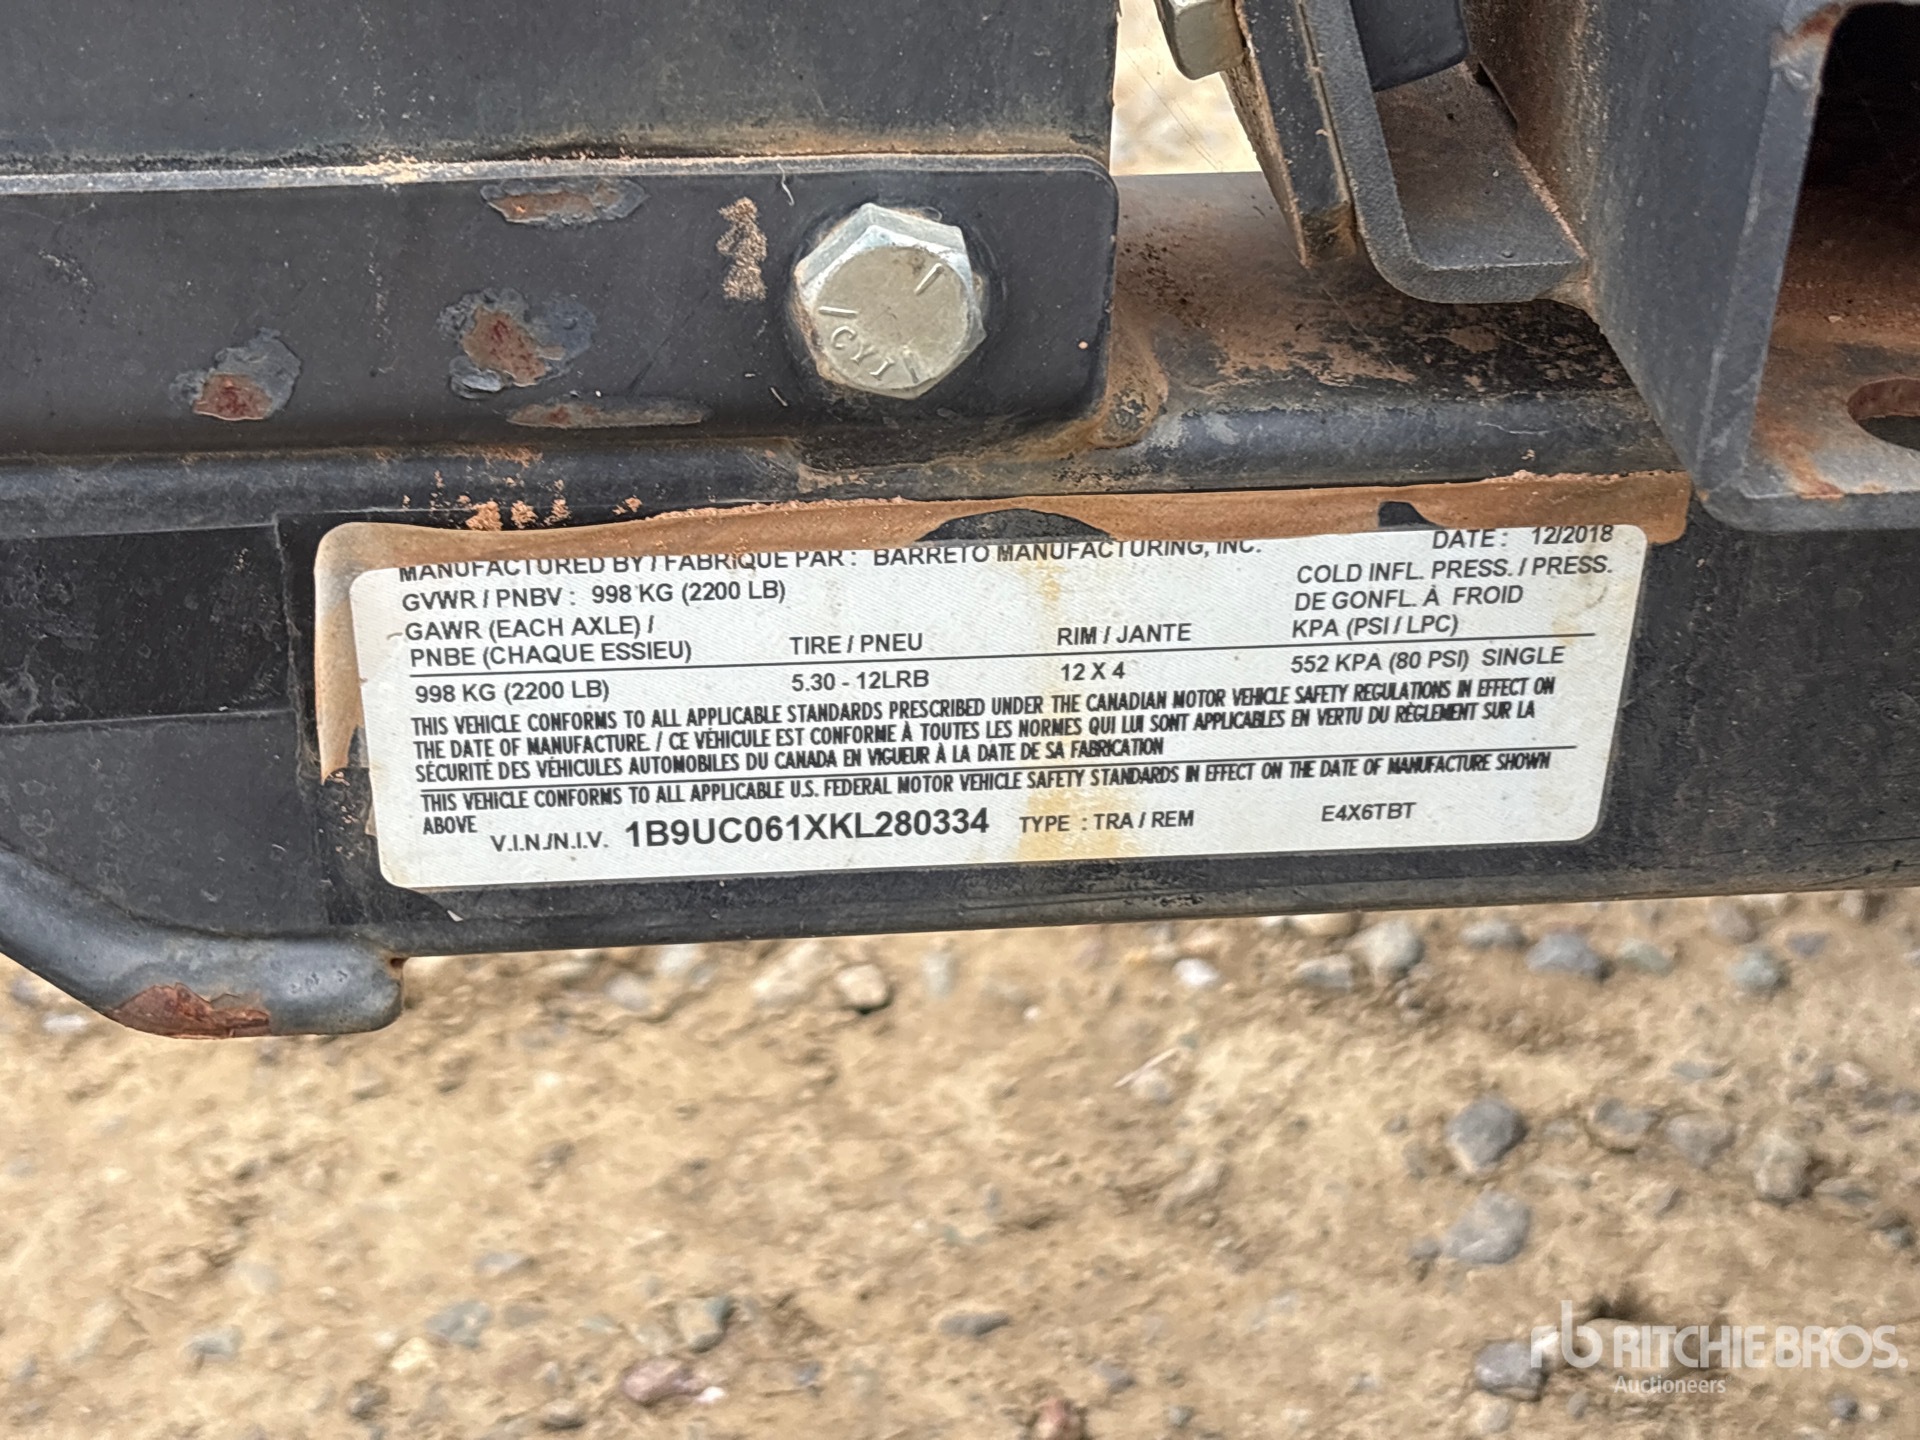 CYI
MANUFACTURED BY / FABRIQUE PAR : BARRETO MANUFACTURING, INC. DATE : 12/2018
GVWR / PNBV : 998 KG (2200 LB)
COLD INFL. PRESS. / PRESS.
DE GONFL. À FROID
KPA (PSI / LPC)
GAWR (EACH AXLE) /
PNBE (CHAQUE ESSIEU) TIRE / PNEU RIM / JANTE
998 KG (2200 LB) 5.30 - 12LRB 12 X 4 552 KPA (80 PSI) SINGLE
THIS VEHICLE CONFORMS TO ALL APPLICABLE STANDARDS PRESCRIBED UNDER THE CANADIAN MOTOR VEHICLE SAFETY REGULATIONS IN EFFECT ON
THE DATE OF MANUFACTURE. / CE VÉHICULE EST CONFORME À TOUTES LES NORMES QUI LUI SONT APPLICABLES EN VERTU DU RÈGLEMENT SUR LA
SÉCURITÉ DES VÉHICULES AUTOMOBILES DU CANADA EN VIGUEUR À LA DATE DE SA FABRICATION
THIS VEHICLE CONFORMS TO ALL APPLICABLE U.S. FEDERAL MOTOR VEHICLE SAFETY STANDARDS IN EFFECT ON THE DATE OF MANUFACTURE SHOWN
ABOVE
V.I.N./N.I.V. 1B9UC061XKL280334 TYPE : TRA / REM E4X6TBT
rb RITCHIE BROS.
Auctioneers